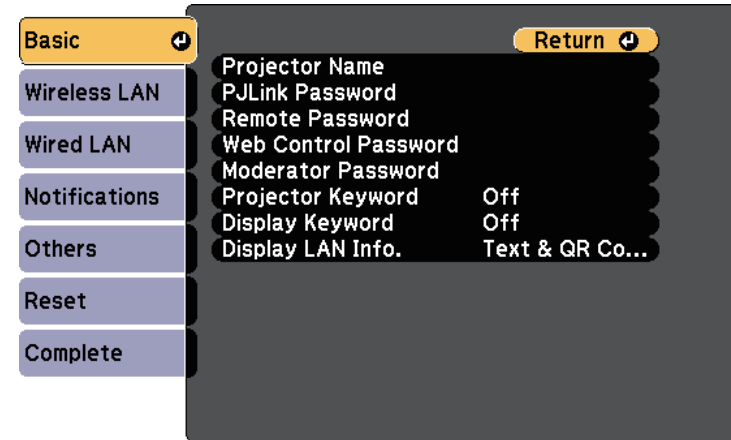 Basic
Wireless LAN
Wired LAN
Notifications
Others
Reset
Complete
Return
Projector Name
PJLink Password
Remote Password
Web Control Password
Moderator Password
Projector Keyword Off
Display Keyword Off
Display LAN Info. Text & QR Co...